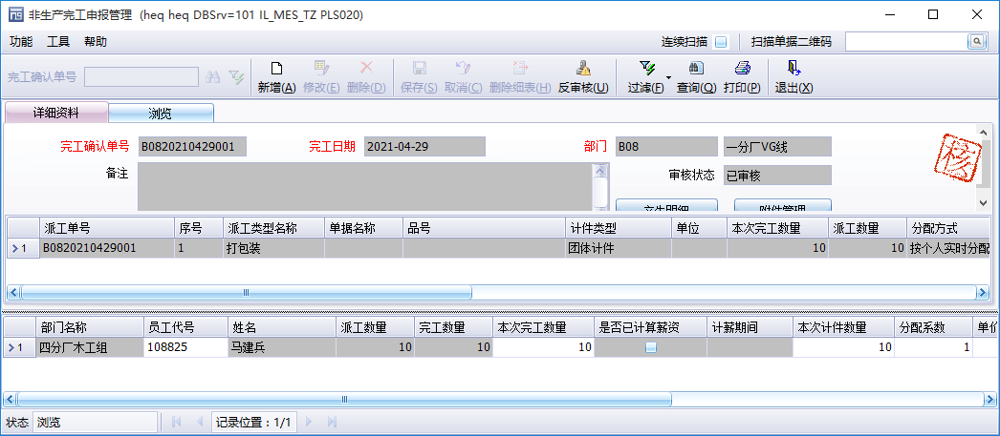 非生产完工申报管理 (heq heq DBSrv=101 IL_MES_TZ PLS020)
功能 工具 帮助 连续扫描 扫描单据二维码
完工确认单号 新增(A) 修改(E) 删除(D) 保存(S) 取消(C) 删除细表(H) 反审核(U) 过滤(F) 查询(Q) 打印(P) 退出(X)
详细资料 浏览
完工确认单号 B0820210429001 完工日期 2021-04-29 部门 B08 一分厂VG线
核
备注 审核状态 已审核
产生明细 附件管理
派工单号 序号 派工类型名称 单据名称 品号 计件类型 单位 本次完工数量 派工数量 分配方式
1 B0820210429001 1 打包装 团体计件 10 10 按个人实时分配
部门名称 员工代号 姓名 派工数量 完工数量 本次完工数量 是否已计算薪资 计薪期间 本次计件数量 分配系数 单价
1 四分厂木工组 108825 马建兵 10 10 10 10 1
状态 浏览 记录位置：1/1